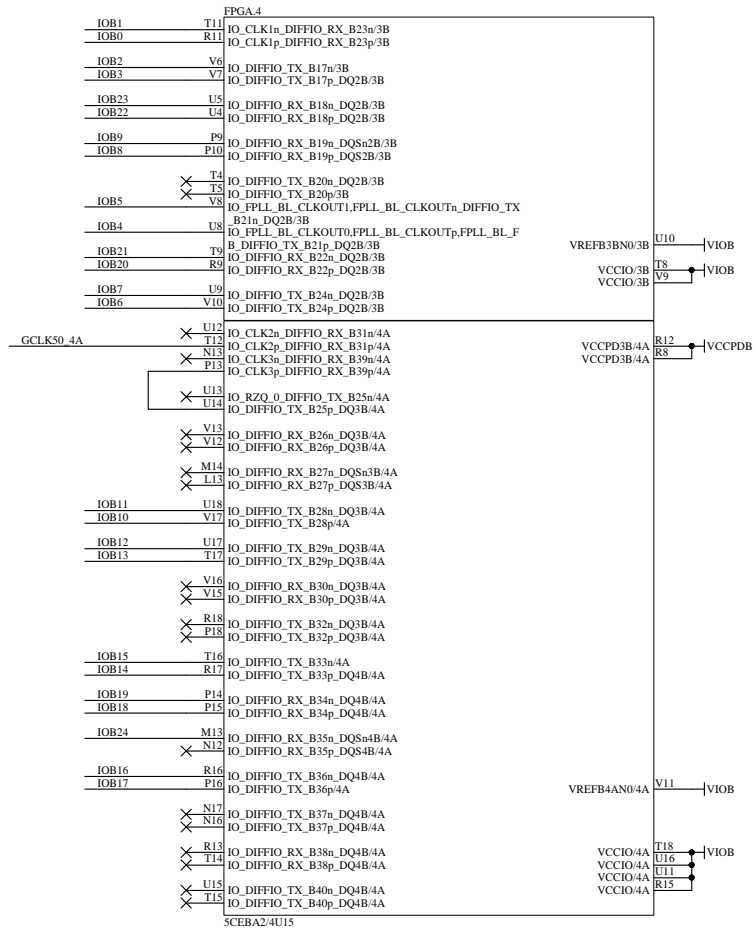 FPGA.4
IOB1 T11 IO_CLK1n_DIFFIO_RX_B23n/3B
IOB0 R11 IO_CLK1p_DIFFIO_RX_B23p/3B
IOB2 V6 IO_DIFFIO_TX_B17n/3B
IOB3 V7 IO_DIFFIO_TX_B17p_DQ2B/3B
IOB23 U5 IO_DIFFIO_RX_B18n_DQ2B/3B
IOB22 U4 IO_DIFFIO_RX_B18p_DQ2B/3B
IOB9 P9 IO_DIFFIO_RX_B19n_DQSn2B/3B
IOB8 P10 IO_DIFFIO_RX_B19p_DQS2B/3B
T4 IO_DIFFIO_TX_B20n_DQ2B/3B
T5 IO_DIFFIO_TX_B20p/3B
IOB5 V8 IO_FPLL_BL_CLKOUT1,FPLL_BL_CLKOUTn_DIFFIO_TX
_B21n_DQ2B/3B
IOB4 U8 IO_FPLL_BL_CLKOUT0,FPLL_BL_CLKOUTp,FPLL_BL_F
B_DIFFIO_TX_B21p_DQ2B/3B
VREFB3BN0/3B U10 VIOB
IOB21 T9 IO_DIFFIO_RX_B22n_DQ2B/3B
IOB20 R9 IO_DIFFIO_RX_B22p_DQ2B/3B
VCCIO/3B T8 VIOB
VCCIO/3B V9
IOB7 U9 IO_DIFFIO_TX_B24n_DQ2B/3B
IOB6 V10 IO_DIFFIO_TX_B24p_DQ2B/3B
U12 IO_CLK2n_DIFFIO_RX_B31n/4A
GCLK50_4A T12 IO_CLK2p_DIFFIO_RX_B31p/4A VCCPD3B/4A R12 VCCPDB
N13 IO_CLK3n_DIFFIO_RX_B39n/4A VCCPD3B/4A R8
P13 IO_CLK3p_DIFFIO_RX_B39p/4A
U13 IO_RZQ_0_DIFFIO_TX_B25n/4A
U14 IO_DIFFIO_TX_B25p_DQ3B/4A
V13 IO_DIFFIO_RX_B26n_DQ3B/4A
V12 IO_DIFFIO_RX_B26p_DQ3B/4A
M14 IO_DIFFIO_RX_B27n_DQSn3B/4A
L13 IO_DIFFIO_RX_B27p_DQS3B/4A
IOB11 U18 IO_DIFFIO_TX_B28n_DQ3B/4A
IOB10 V17 IO_DIFFIO_TX_B28p/4A
IOB12 U17 IO_DIFFIO_TX_B29n_DQ3B/4A
IOB13 T17 IO_DIFFIO_TX_B29p_DQ3B/4A
V16 IO_DIFFIO_RX_B30n_DQ3B/4A
V15 IO_DIFFIO_RX_B30p_DQ3B/4A
R18 IO_DIFFIO_TX_B32n_DQ3B/4A
P18 IO_DIFFIO_TX_B32p_DQ3B/4A
IOB15 T16 IO_DIFFIO_TX_B33n/4A
IOB14 R17 IO_DIFFIO_TX_B33p_DQ4B/4A
IOB19 P14 IO_DIFFIO_RX_B34n_DQ4B/4A
IOB18 P15 IO_DIFFIO_RX_B34p_DQ4B/4A
IOB24 M13 IO_DIFFIO_RX_B35n_DQSn4B/4A
N12 IO_DIFFIO_RX_B35p_DQS4B/4A
IOB16 R16 IO_DIFFIO_TX_B36n_DQ4B/4A
IOB17 P16 IO_DIFFIO_TX_B36p/4A VREFB4AN0/4A V11 VIOB
N17 IO_DIFFIO_TX_B37n_DQ4B/4A
N16 IO_DIFFIO_TX_B37p_DQ4B/4A
R13 IO_DIFFIO_RX_B38n_DQ4B/4A VCCIO/4A T18 VIOB
T14 IO_DIFFIO_RX_B38p_DQ4B/4A VCCIO/4A U16
VCCIO/4A U11
U15 IO_DIFFIO_TX_B40n_DQ4B/4A VCCIO/4A R15
T15 IO_DIFFIO_TX_B40p_DQ4B/4A
5CEBA2/4U15